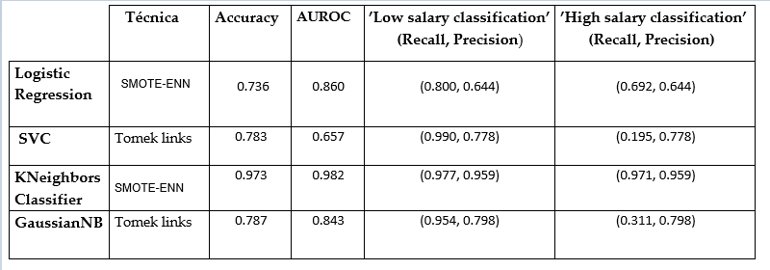 Técnica Accuracy AUROC ’Low salary classification’ (Recall, Precision) ’High salary classification’ (Recall, Precision)
Logistic Regression SMOTE-ENN 0.736 0.860 (0.800, 0.644) (0.692, 0.644)
SVC Tomek links 0.783 0.657 (0.990, 0.778) (0.195, 0.778)
KNeighbors Classifier SMOTE-ENN 0.973 0.982 (0.977, 0.959) (0.971, 0.959)
GaussianNB Tomek links 0.787 0.843 (0.954, 0.798) (0.311, 0.798)